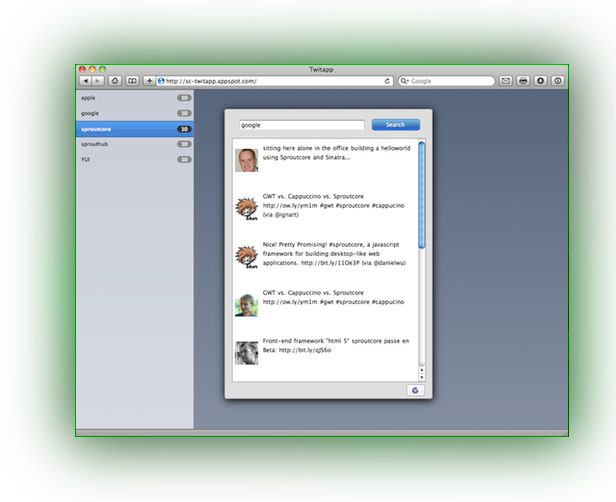 Twitapp
http://sc-twitapp.appspot.com/
Google
apple 10
google 10
sproutcore 10
sprouthub 10
YUI 10
google
Search
sitting here alone in the office building a helloworld
using Sproutcore and Sinatra...
GWT vs. Cappuccino vs. Sproutcore
http://ow.ly/ym1m #gwt #sproutcore #cappucino
(via @ignart)
Nice! Pretty Promising! #sproutcore, a javascript
framework for building desktop-like web
applications. http://bit.ly/11Oe3P (via @danielwu)
GWT vs. Cappuccino vs. Sproutcore
http://ow.ly/ym1m #gwt #sproutcore #cappucino
Front-end framework "html 5" sproutcore passe en
Beta: http://bit.ly/qJS6o